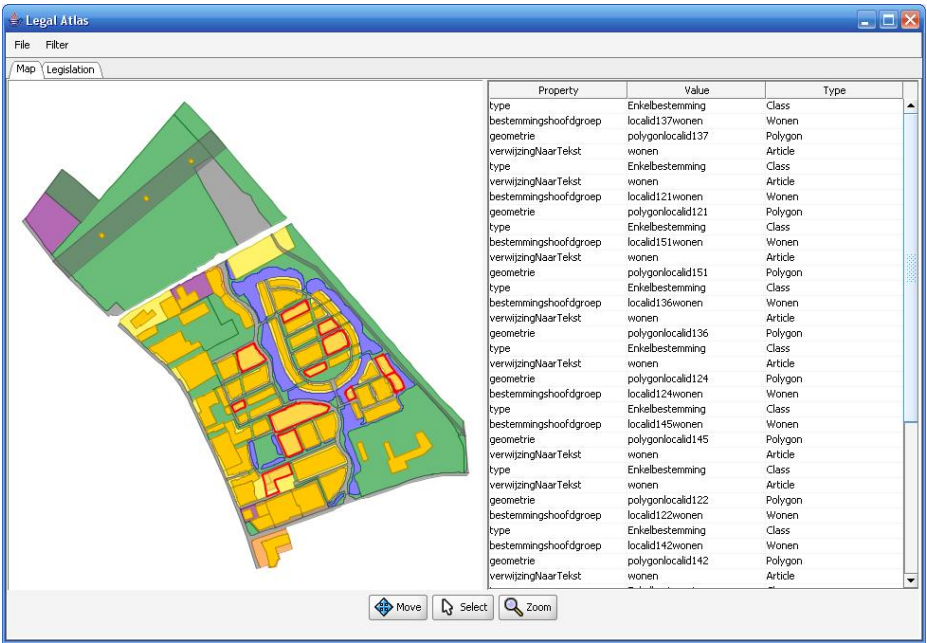 Legal Atlas
File Filter
Map Legislation
Property Value Type
type Enkelbestemming Class
bestemmingshoofdgroep localid137wonen Wonen
geometrie polygonlocalid137 Polygon
verwijzingNaarTekst wonen Article
type Enkelbestemming Class
verwijzingNaarTekst wonen Article
bestemmingshoofdgroep localid121wonen Wonen
geometrie polygonlocalid121 Polygon
type Enkelbestemming Class
bestemmingshoofdgroep localid151wonen Wonen
verwijzingNaarTekst wonen Article
geometrie polygonlocalid151 Polygon
type Enkelbestemming Class
bestemmingshoofdgroep localid136wonen Wonen
verwijzingNaarTekst wonen Article
geometrie polygonlocalid136 Polygon
type Enkelbestemming Class
verwijzingNaarTekst wonen Article
geometrie polygonlocalid124 Polygon
bestemmingshoofdgroep localid124wonen Wonen
type Enkelbestemming Class
bestemmingshoofdgroep localid145wonen Wonen
geometrie polygonlocalid145 Polygon
verwijzingNaarTekst wonen Article
type Enkelbestemming Class
verwijzingNaarTekst wonen Article
geometrie polygonlocalid122 Polygon
bestemmingshoofdgroep localid122wonen Wonen
type Enkelbestemming Class
bestemmingshoofdgroep localid142wonen Wonen
geometrie polygonlocalid142 Polygon
verwijzingNaarTekst wonen Article
Move Select Zoom